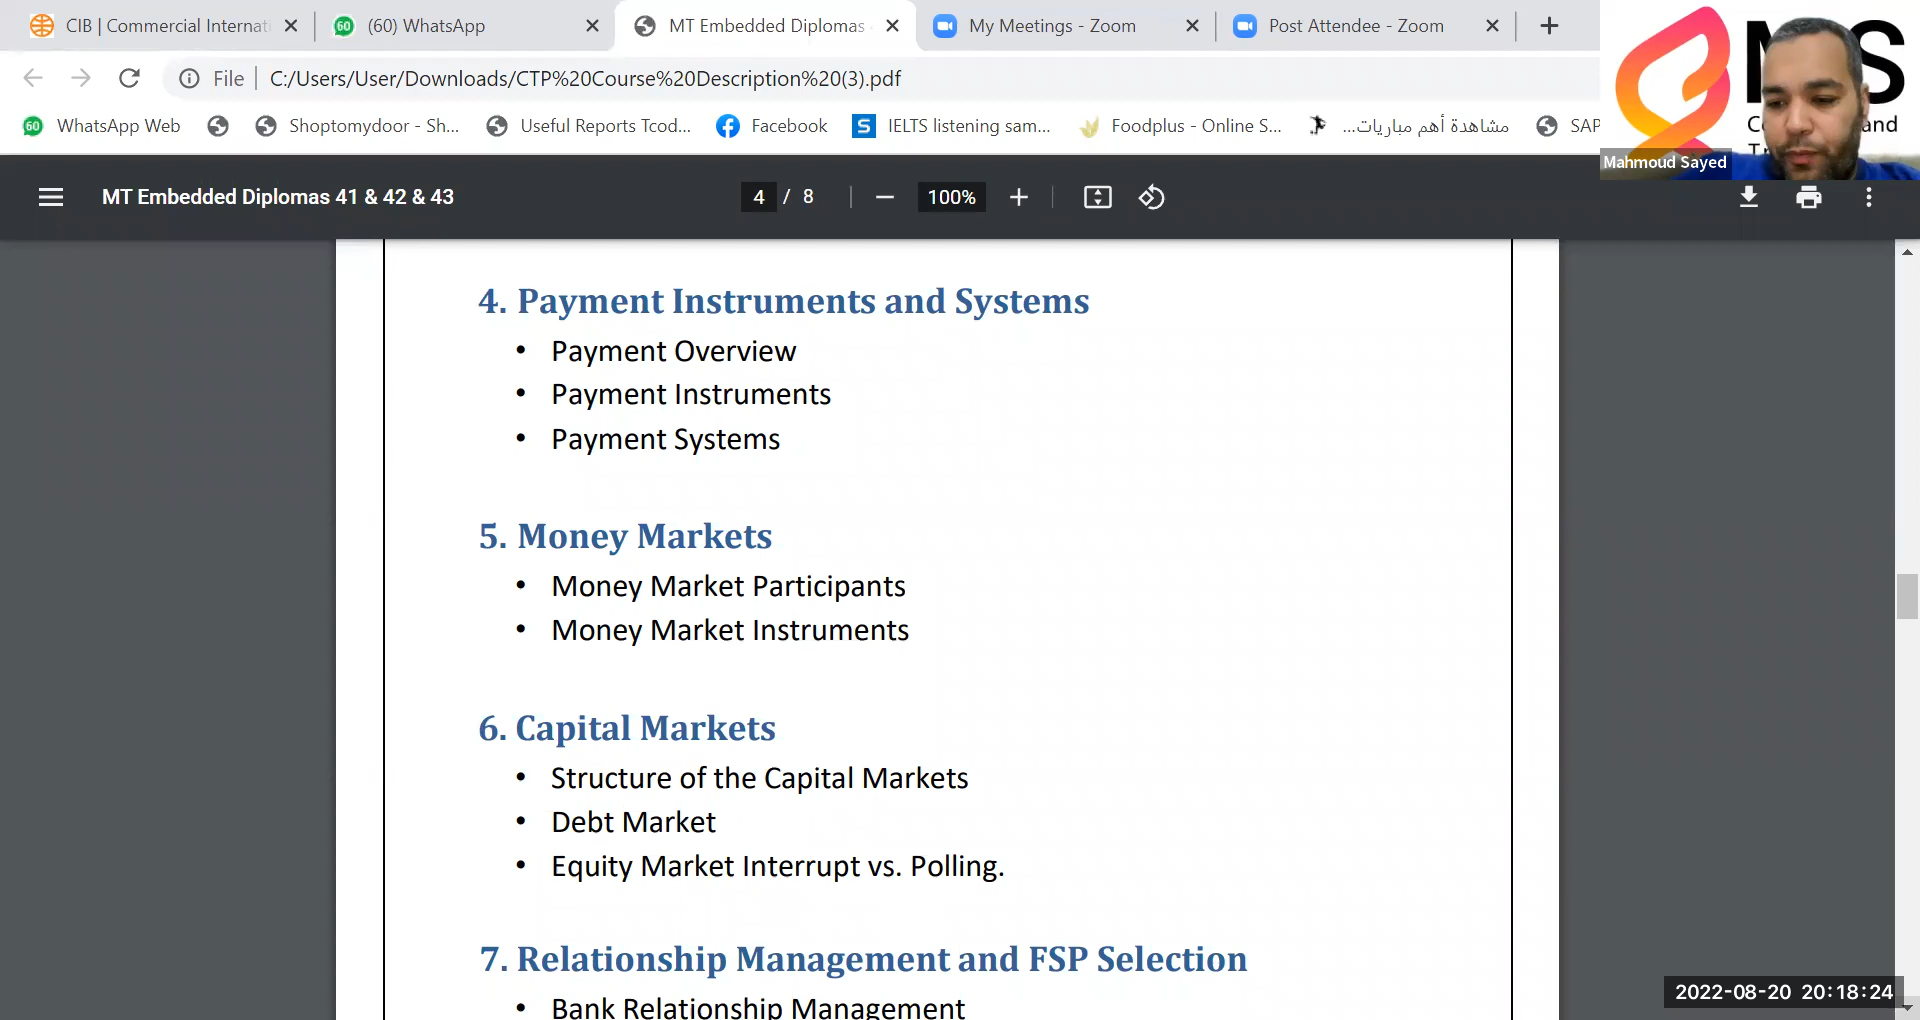 CIB | Commercial Internat
(60) WhatsApp
MT Embedded Diplomas
My Meetings - Zoom
Post Attendee - Zoom
File
C:/Users/User/Downloads/CTP%20Course%20Description%20(3).pdf
60
WhatsApp Web
Shoptomydoor - Sh...
Useful Reports Tcod...
Facebook
S
IELTS listening sam...
Foodplus - Online S...
مشاهدة أهم مباريات...
SAP
and
Mahmoud Sayed
MT Embedded Diplomas 41 & 42 & 43
4 / 8
100%
4. Payment Instruments and Systems
• Payment Overview
• Payment Instruments
• Payment Systems
5. Money Markets
• Money Market Participants
• Money Market Instruments
6. Capital Markets
• Structure of the Capital Markets
• Debt Market
• Equity Market Interrupt vs. Polling.
7. Relationship Management and FSP Selection
• Bank Relationship Management
2022-08-20 20:18:24